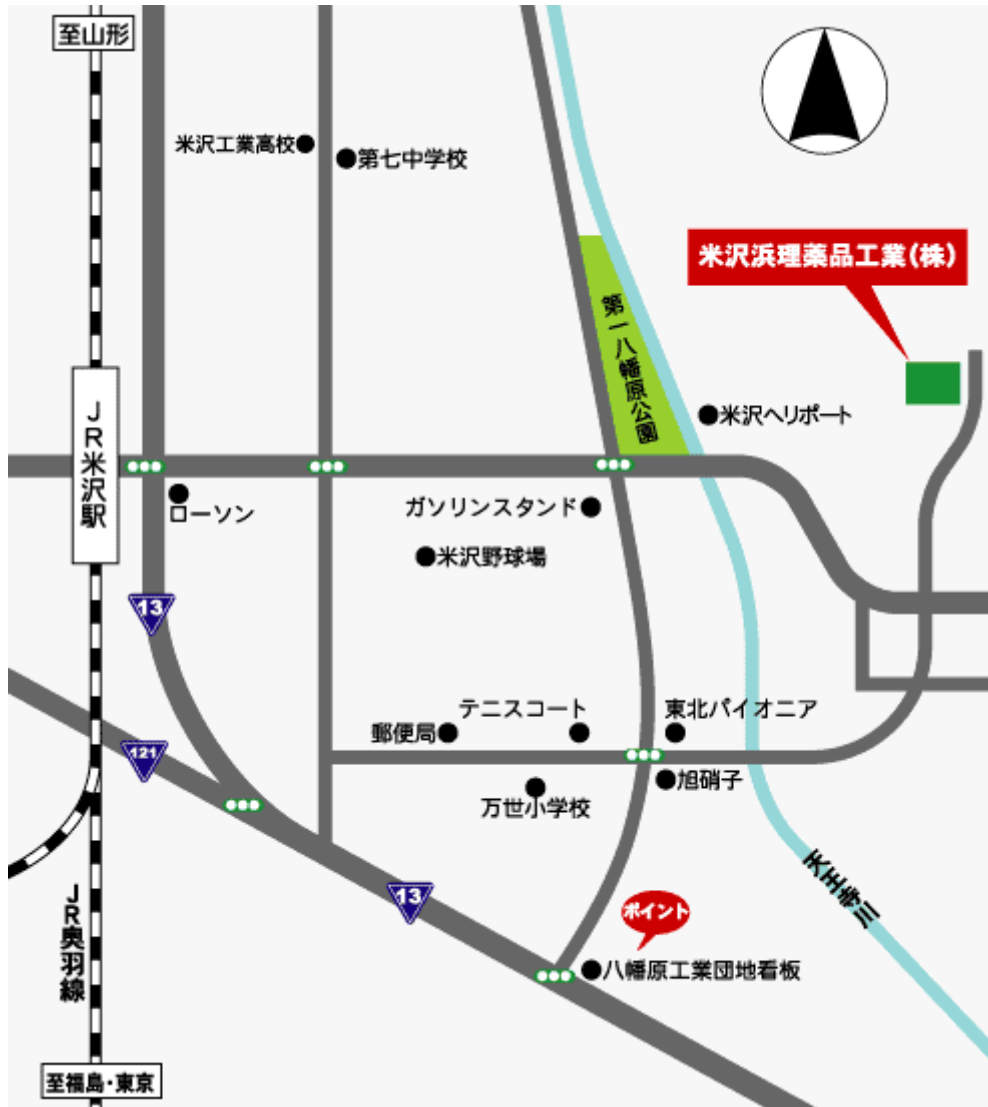 至山形
米沢工業高校
第七中学校
米沢浜理薬品工業(株)
第一八幡原公園
JR米沢駅
米沢ヘリポート
ローソン
ガソリンスタンド
米沢野球場
13
テニスコート
東北パイオニア
郵便局
121
旭硝子
万世小学校
天王寺川
13
ポイント
JR奥羽線
八幡原工業団地看板
至福島・東京